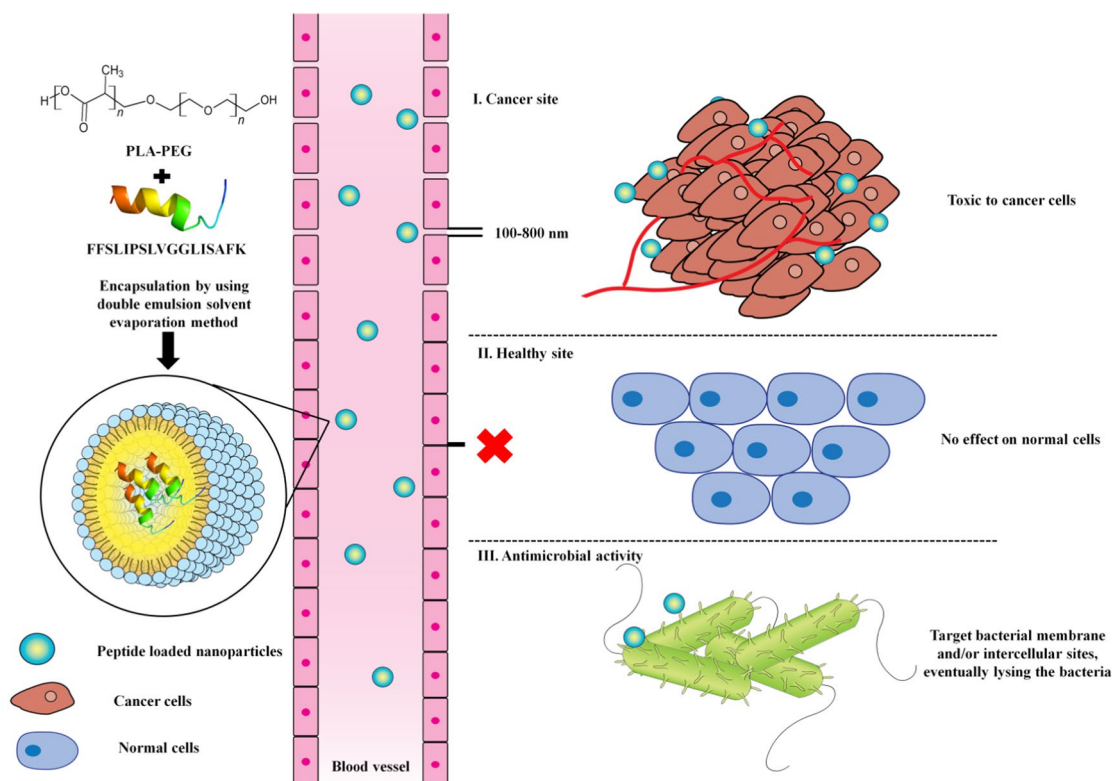 CH3
H
O
O
n
O
O
n
OH
PLA-PEG
+
FFSLIPSLVGGLISAFK
Encapsulation by using
double emulsion solvent
evaporation method
Peptide loaded nanoparticles
Cancer cells
Normal cells
Blood vessel
100-800 nm
I. Cancer site
Toxic to cancer cells
II. Healthy site
No effect on normal cells
III. Antimicrobial activity
Target bacterial membrane
and/or intercellular sites,
eventually lysing the bacteria